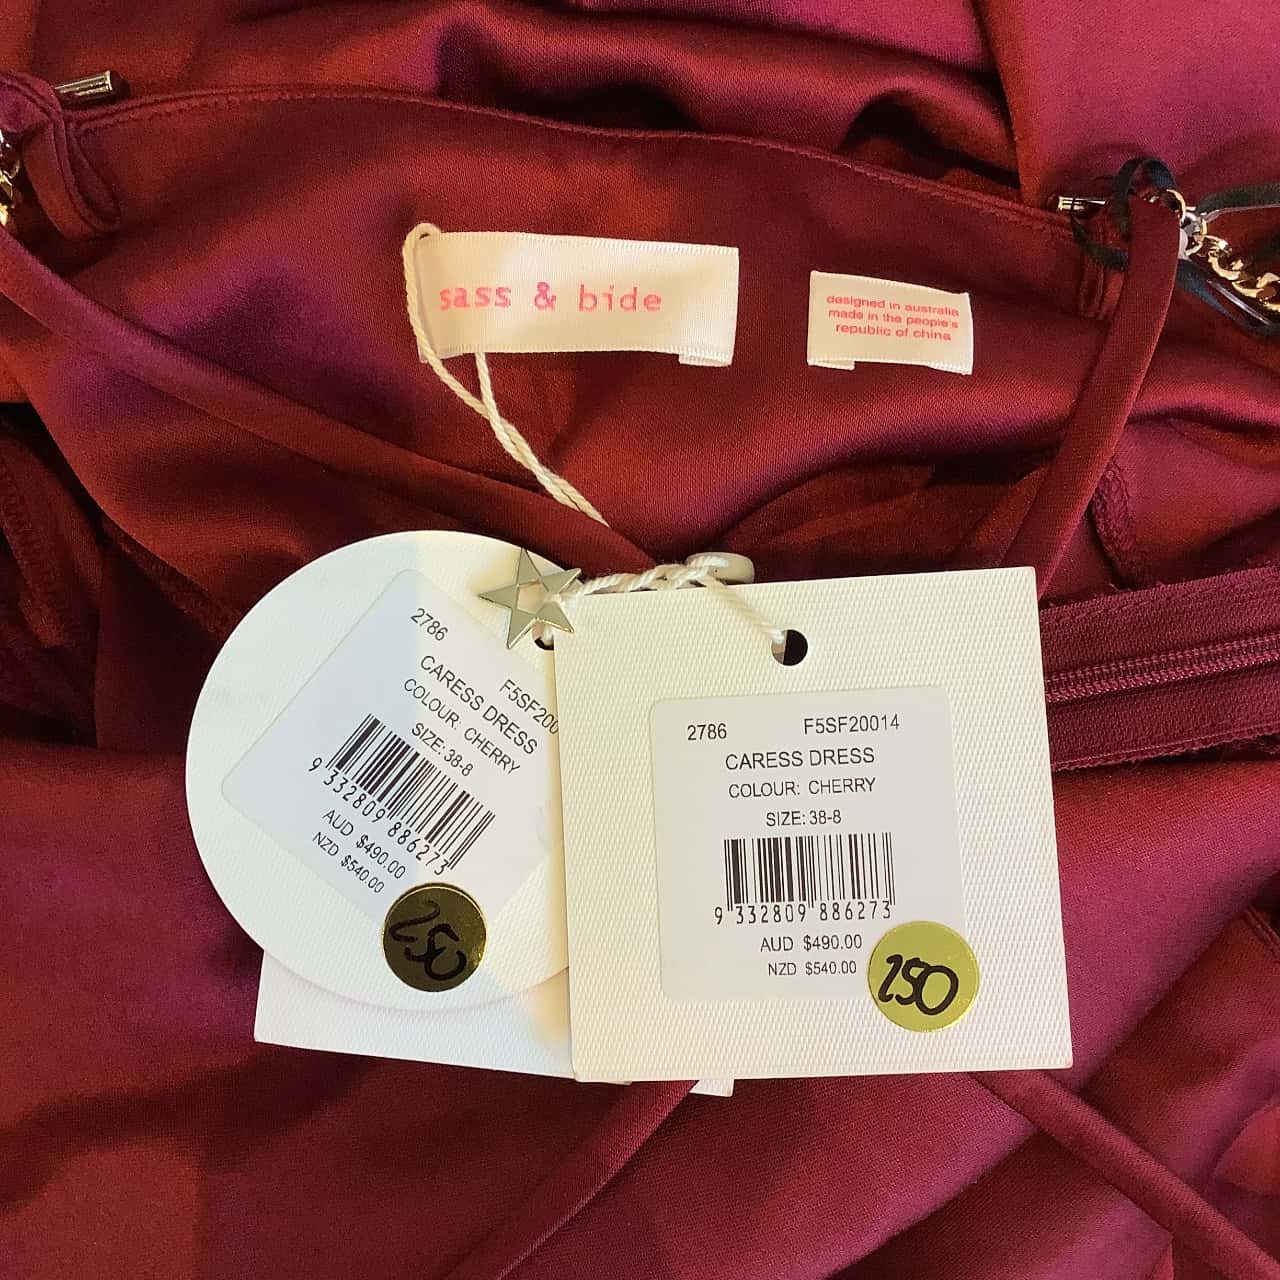 sass & bide
designed in australia
made in the people's
republic of china
2786
F5SF200
CARESS DRESS
COLOUR: CHERRY
SIZE:38-8
9 332809 886273
AUD $490.00
NZD $540.00
250
2786 F5SF20014
CARESS DRESS
COLOUR: CHERRY
SIZE: 38-8
9 332809 886273
AUD $490.00
NZD $540.00
250